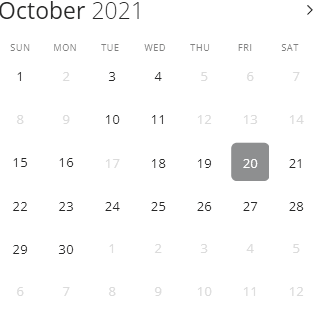 October 2021 >
SUN MON TUE WED THU FRI SAT
1 2 3 4 5 6 7
8 9 10 11 12 13 14
15 16 17 18 19 20 21
22 23 24 25 26 27 28
29 30 1 2 3 4 5
6 7 8 9 10 11 12